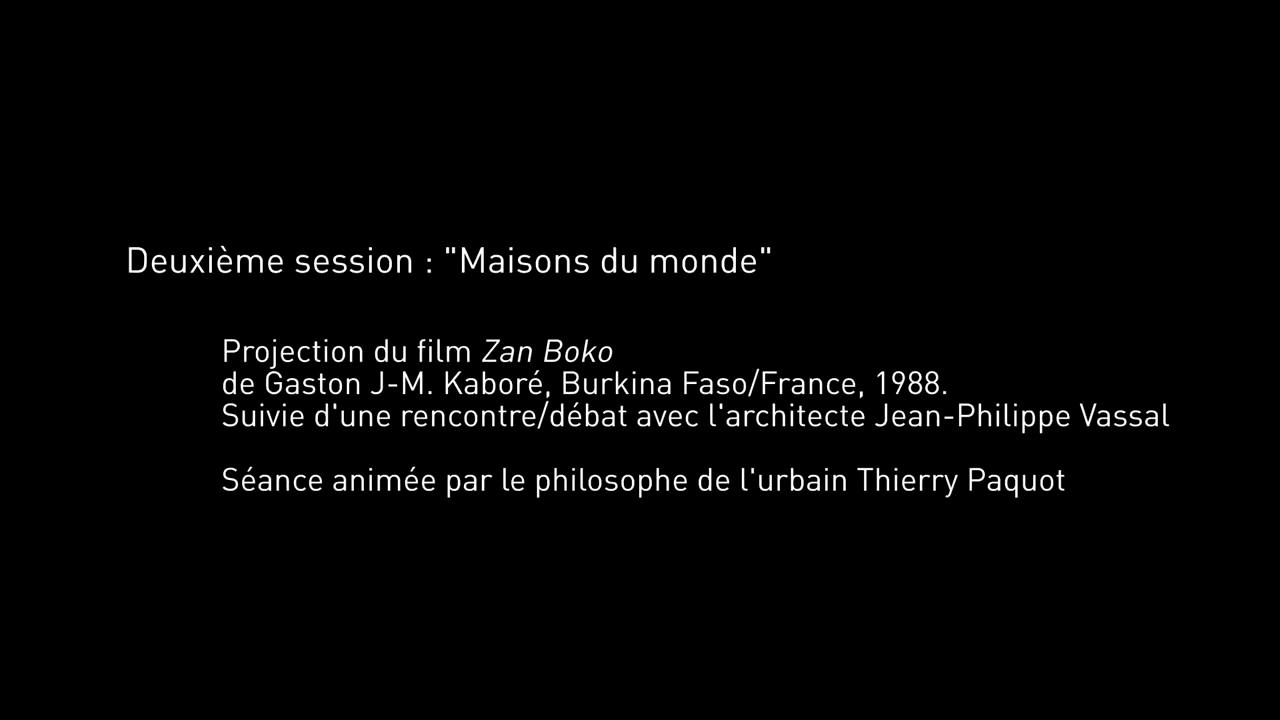 Deuxième session : "Maisons du monde"
Projection du film Zan Boko
de Gaston J-M. Kaboré, Burkina Faso/France, 1988.
Suivie d'une rencontre/débat avec l'architecte Jean-Philippe Vassal
Séance animée par le philosophe de l'urbain Thierry Paquot